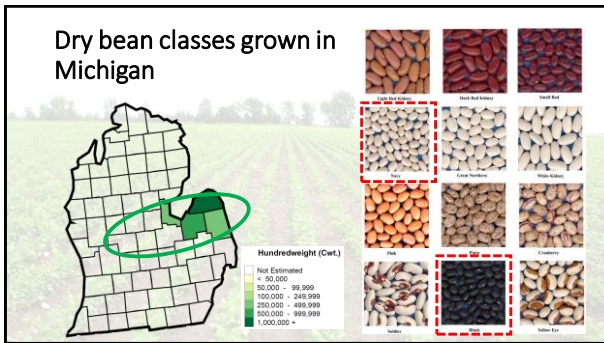 Dry bean classes grown in
Michigan
Light Red Kidney
Dark Red Kidney
Small Red
Navy
Great Northern
White Kidney
Pink
Pinto
Cranberry
Soldier
Black
Yellow Eye
Hundredweight (Cwt.)
Not Estimated
< 50,000
50,000 - 99,999
100,000 - 249,999
250,000 - 499,999
500,000 - 999,999
1,000,000 +